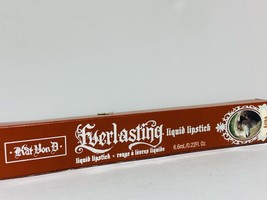 Kat Von D
Everlasting liquid lipstick
liquid lipstick • rouge à lèvres liquide
6.6mL/0.22Fl. Oz.